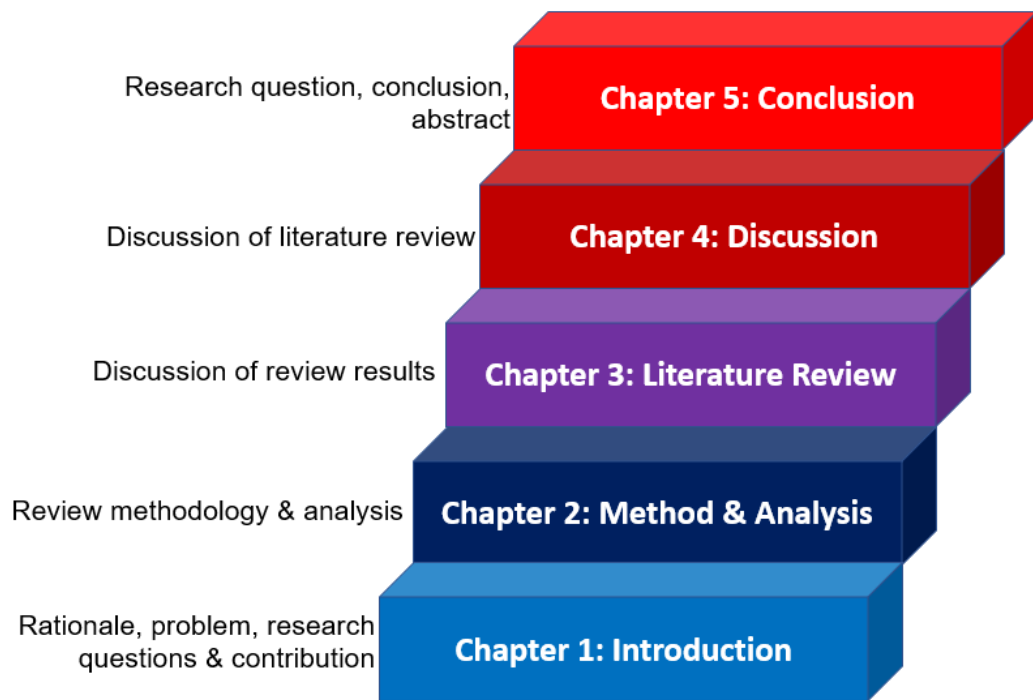 Research question, conclusion,
abstract
Chapter 5: Conclusion
Discussion of literature review
Chapter 4: Discussion
Discussion of review results
Chapter 3: Literature Review
Review methodology & analysis
Chapter 2: Method & Analysis
Rationale, problem, research
questions & contribution
Chapter 1: Introduction